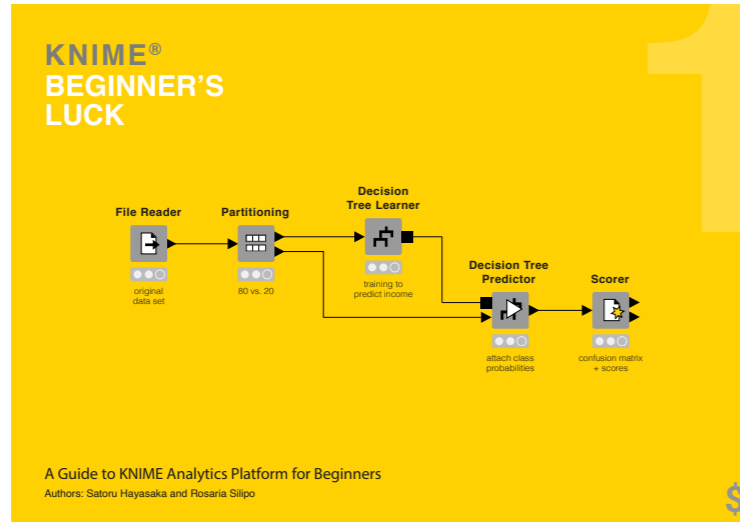 KNIME®
BEGINNER'S
LUCK
1
File Reader
original
data set
Partitioning
80 vs. 20
Decision
Tree Learner
training to
predict income
Decision Tree
Predictor
attach class
probabilities
Scorer
confusion matrix
+ scores
A Guide to KNIME Analytics Platform for Beginners
Authors: Satoru Hayasaka and Rosaria Silipo
$